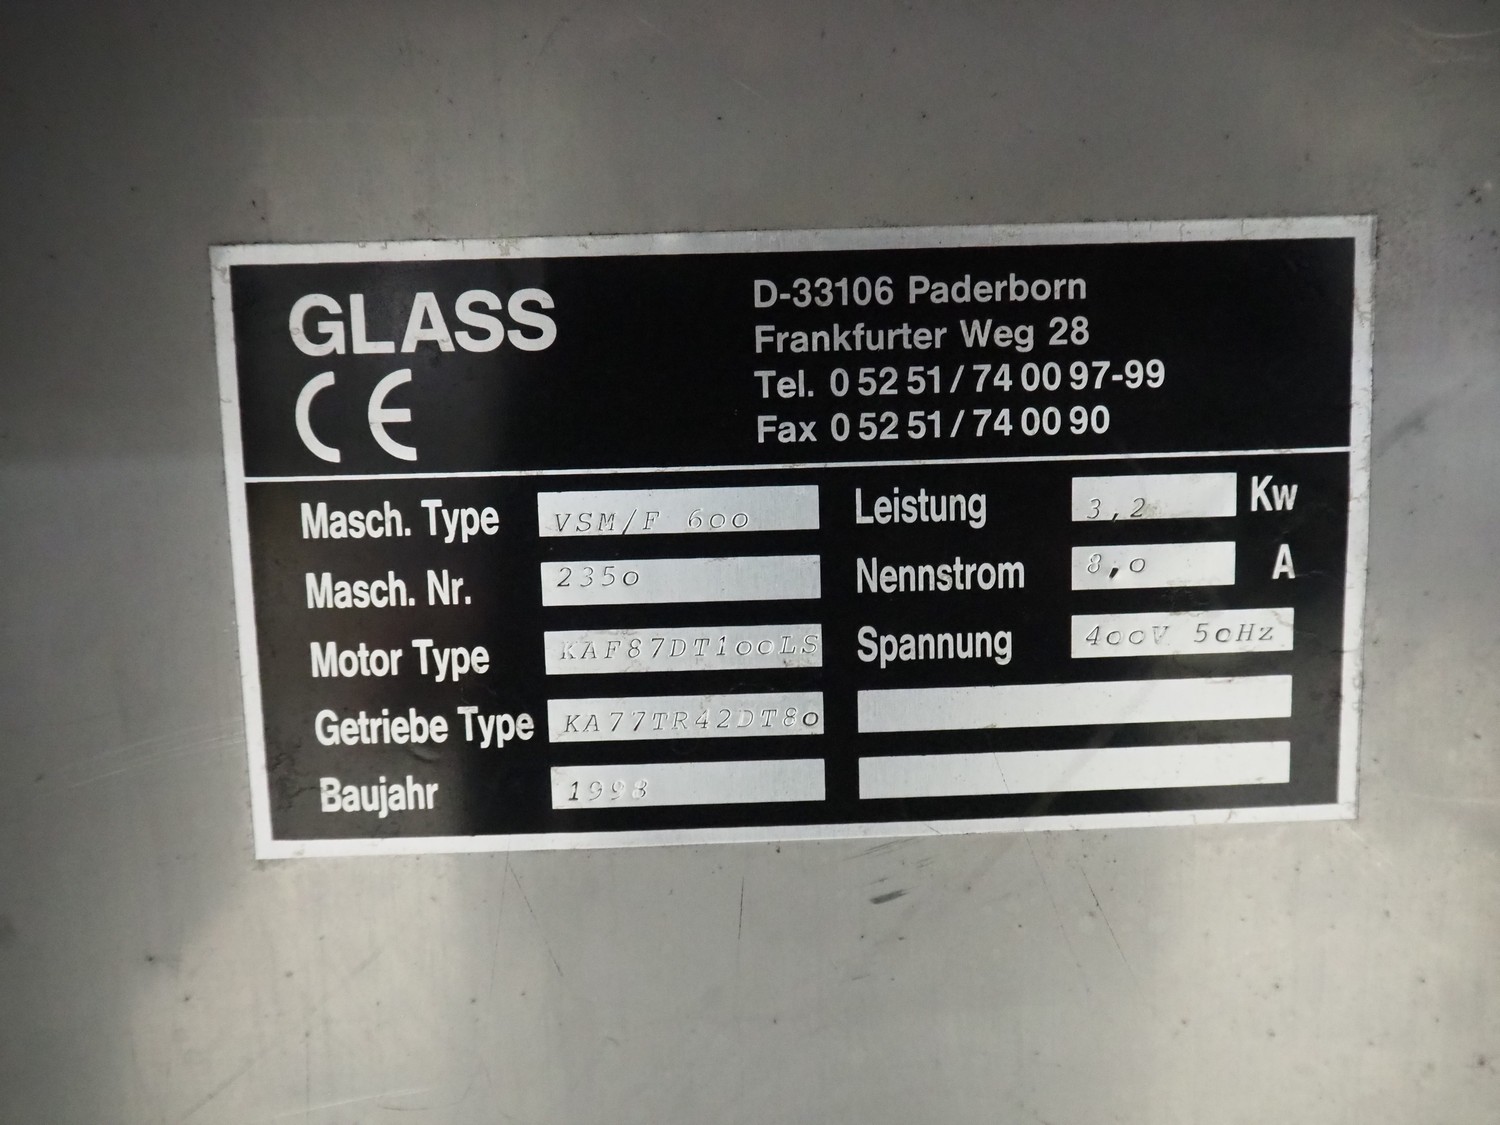 GLASS
CE
D-33106 Paderborn
Frankfurter Weg 28
Tel. 0 52 51 / 74 00 97-99
Fax 0 52 51 / 74 00 90
Masch. Type VSM/F 600
Masch. Nr. 2350
Motor Type KAF87DT100LS
Getriebe Type KA77TR42DT80
Baujahr 1998
Leistung 3,2 Kw
Nennstrom 8,0 A
Spannung 400V 50Hz